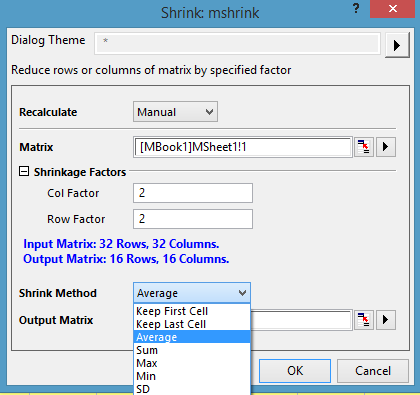 Shrink: mshrink
?
Dialog Theme *
Reduce rows or columns of matrix by specified factor
Recalculate Manual
Matrix [MBook1]MSheet1!1
Shrinkage Factors
Col Factor 2
Row Factor 2
Input Matrix: 32 Rows, 32 Columns.
Output Matrix: 16 Rows, 16 Columns.
Shrink Method Average
Keep First Cell
Keep Last Cell
Output Matrix
Average
Sum
Max
Min
SD
OK Cancel